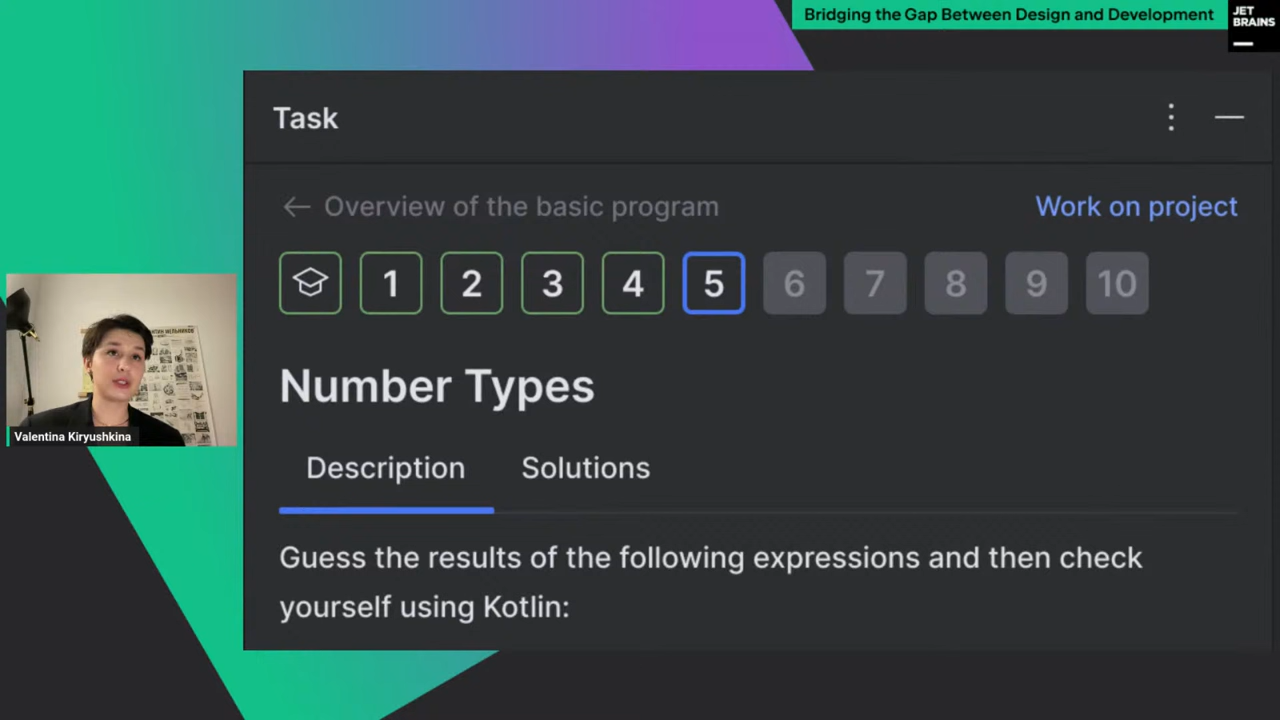 Bridging the Gap Between Design and Development
JET
BRAINS
Task
Overview of the basic program
Work on project
1 2 3 4 5 6 7 8 9 10
Number Types
Description Solutions
Guess the results of the following expressions and then check
yourself using Kotlin:
Valentina Kiryushkina